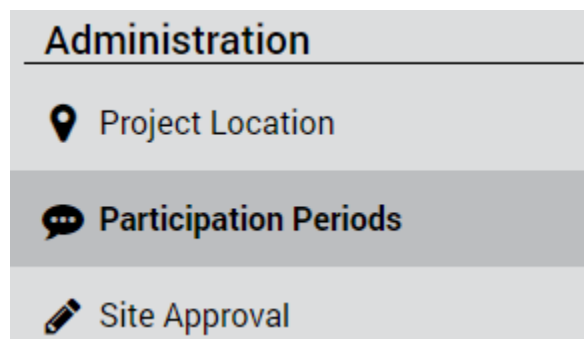 Administration
Project Location
Participation Periods
Site Approval